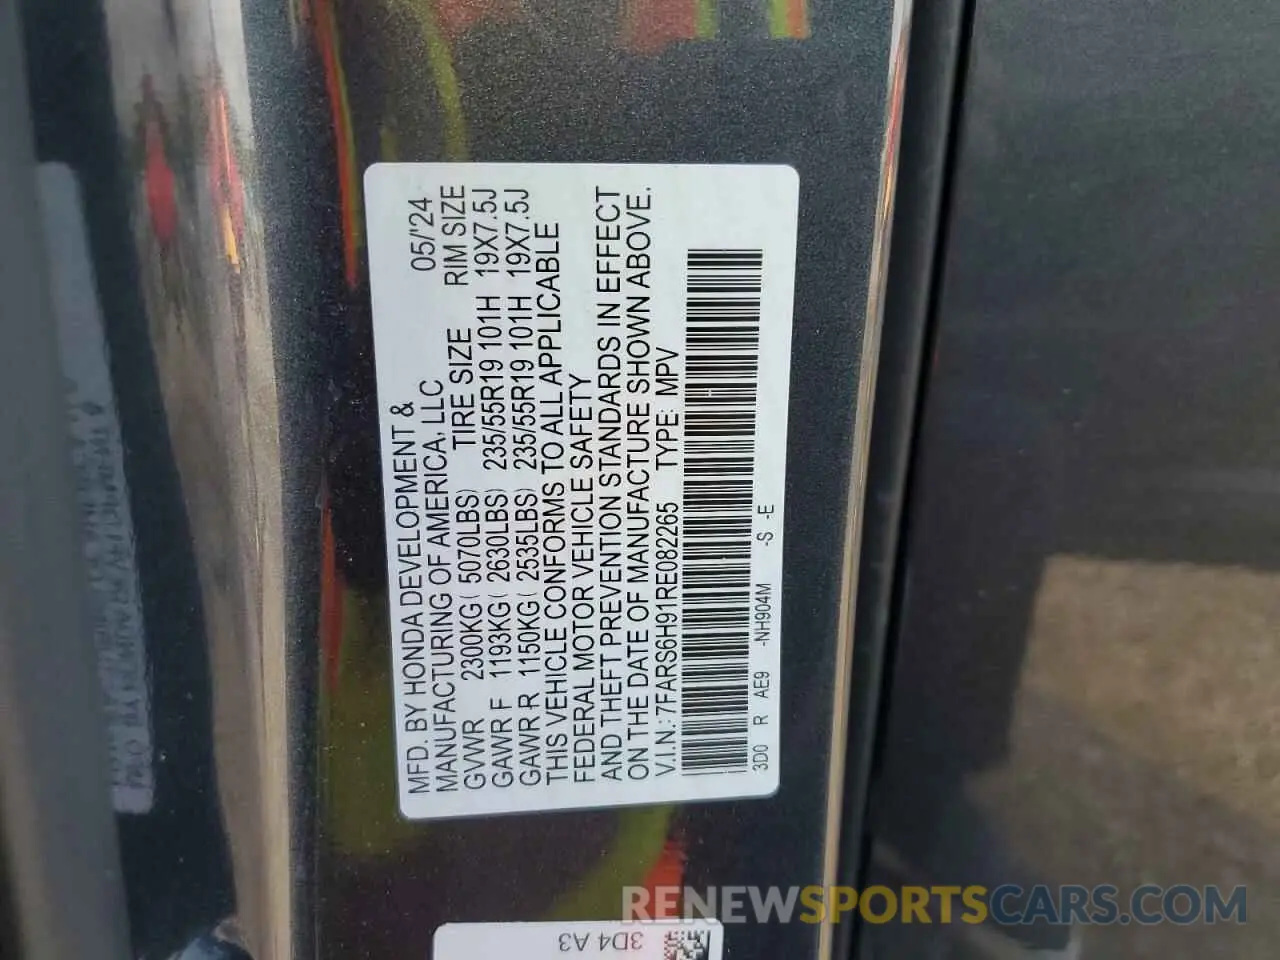 MFD. BY HONDA DEVELOPMENT &
MANUFACTURING OF AMERICA, LLC 05/'24
GVWR 2300KG( 5070LBS) TIRE SIZE RIM SIZE
GAWR F 1193KG( 2630LBS) 235/55R19 101H 19X7.5J
GAWR R 1150KG( 2535LBS) 235/55R19 101H 19X7.5J
THIS VEHICLE CONFORMS TO ALL APPLICABLE
FEDERAL MOTOR VEHICLE SAFETY
AND THEFT PREVENTION STANDARDS IN EFFECT
ON THE DATE OF MANUFACTURE SHOWN ABOVE.
V.I.N.: 7FARS6H91RE082265 TYPE: MPV
3D0 R AE9 -NH904M -S -E
3D4 A3
RENEWSPORTSCARS.COM